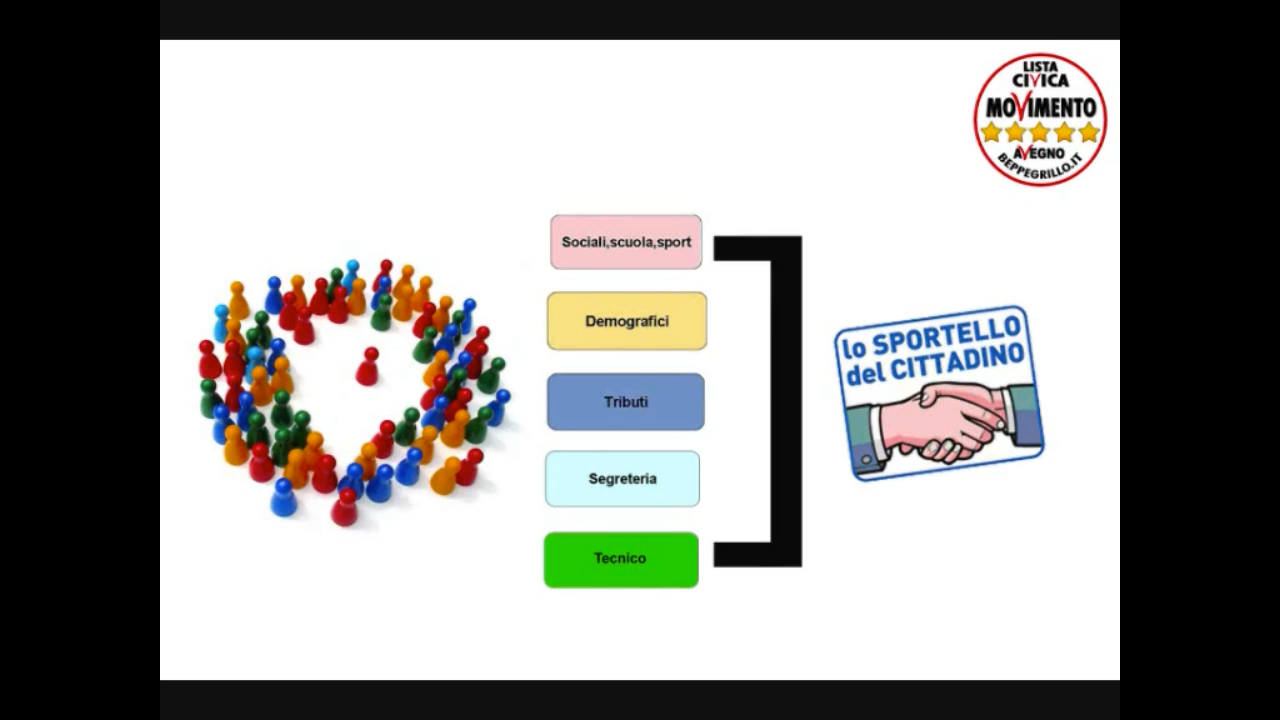 LISTA
CIVICA
MOVIMENTO
AVEGNO
BEPPEGRILLO.IT
Sociali,scuola,sport
Demografici
Tributi
Segreteria
Tecnico
lo SPORTELLO
del CITTADINO